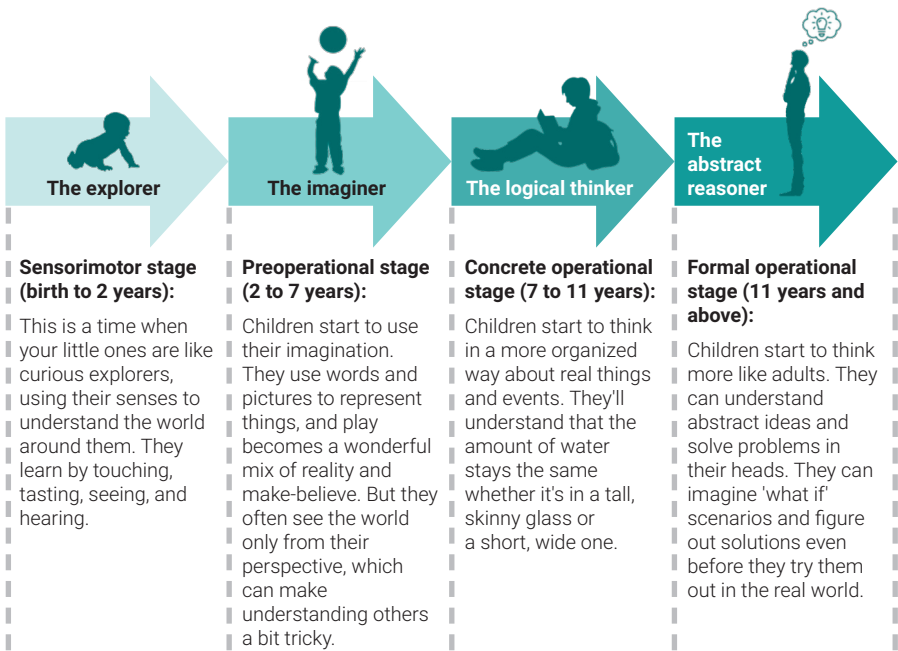 The explorer
The imaginer
The logical thinker
The
abstract
reasoner
Sensorimotor stage
(birth to 2 years):
This is a time when
your little ones are like
curious explorers,
using their senses to
understand the world
around them. They
learn by touching,
tasting, seeing, and
hearing.
Preoperational stage
(2 to 7 years):
Children start to use
their imagination.
They use words and
pictures to represent
things, and play
becomes a wonderful
mix of reality and
make-believe. But they
often see the world
only from their
perspective, which
can make
understanding others
a bit tricky.
Concrete operational
stage (7 to 11 years):
Children start to think
in a more organized
way about real things
and events. They'll
understand that the
amount of water
stays the same
whether it's in a tall,
skinny glass or
a short, wide one.
Formal operational
stage (11 years and
above):
Children start to think
more like adults. They
can understand
abstract ideas and
solve problems in
their heads. They can
imagine 'what if'
scenarios and figure
out solutions even
before they try them
out in the real world.